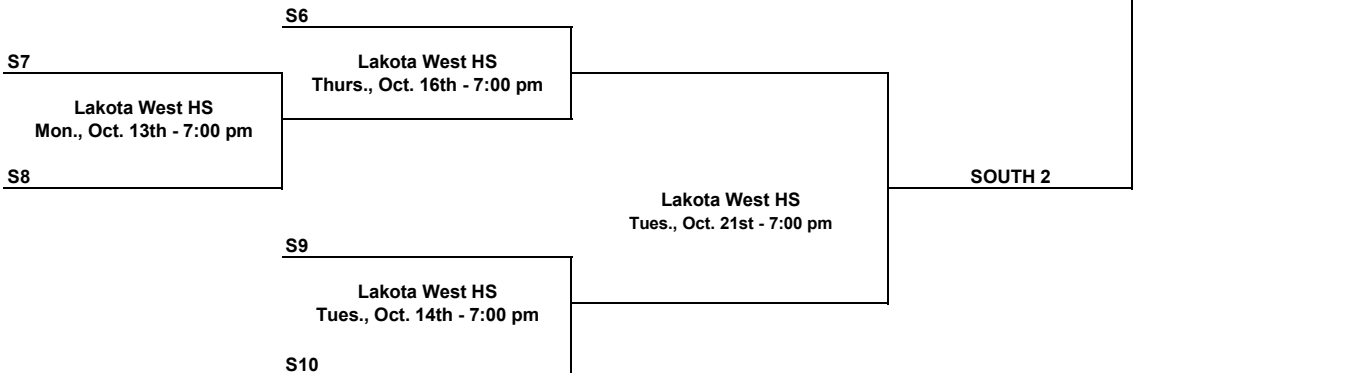 S6
S7
Lakota West HS
Thurs., Oct. 16th - 7:00 pm
Lakota West HS
Mon., Oct. 13th - 7:00 pm
S8
SOUTH 2
Lakota West HS
Tues., Oct. 21st - 7:00 pm
S9
Lakota West HS
Tues., Oct. 14th - 7:00 pm
S10